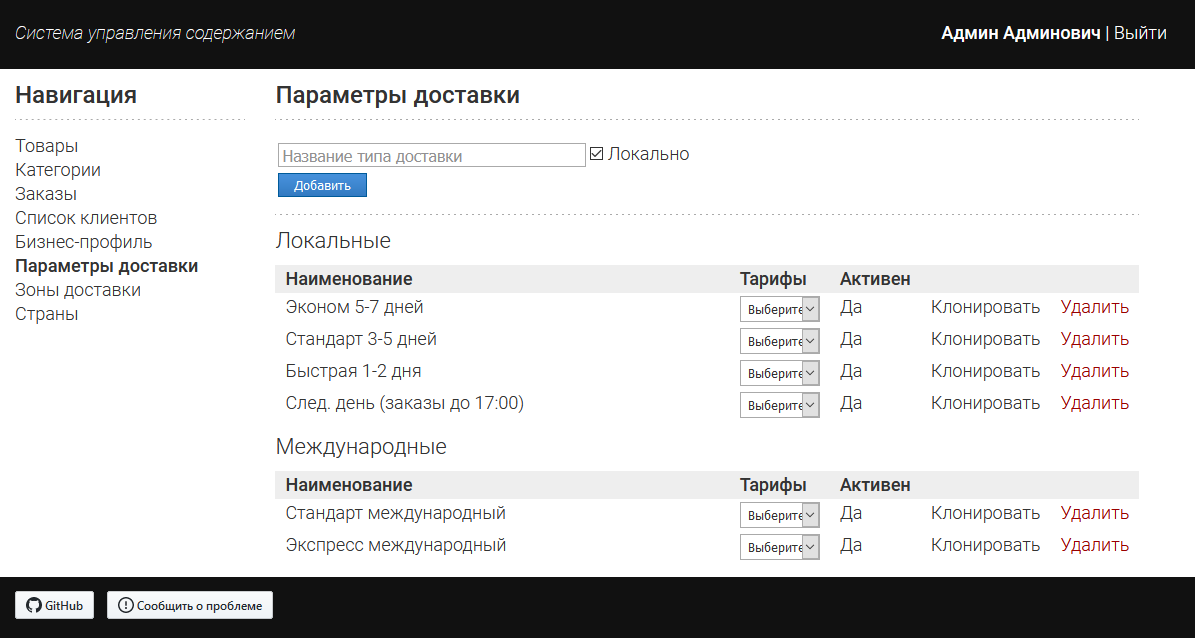 Система управления содержанием
Админ Админович | Выйти
Навигация
Товары
Категории
Заказы
Список клиентов
Бизнес-профиль
Параметры доставки
Зоны доставки
Страны
Параметры доставки
Название типа доставки
Локально
Добавить
Локальные
Наименование Тарифы Активен
Эконом 5-7 дней Выберите Да Клонировать Удалить
Стандарт 3-5 дней Выберите Да Клонировать Удалить
Быстрая 1-2 дня Выберите Да Клонировать Удалить
След. день (заказы до 17:00) Выберите Да Клонировать Удалить
Международные
Наименование Тарифы Активен
Стандарт международный Выберите Да Клонировать Удалить
Экспресс международный Выберите Да Клонировать Удалить
GitHub Сообщить о проблеме